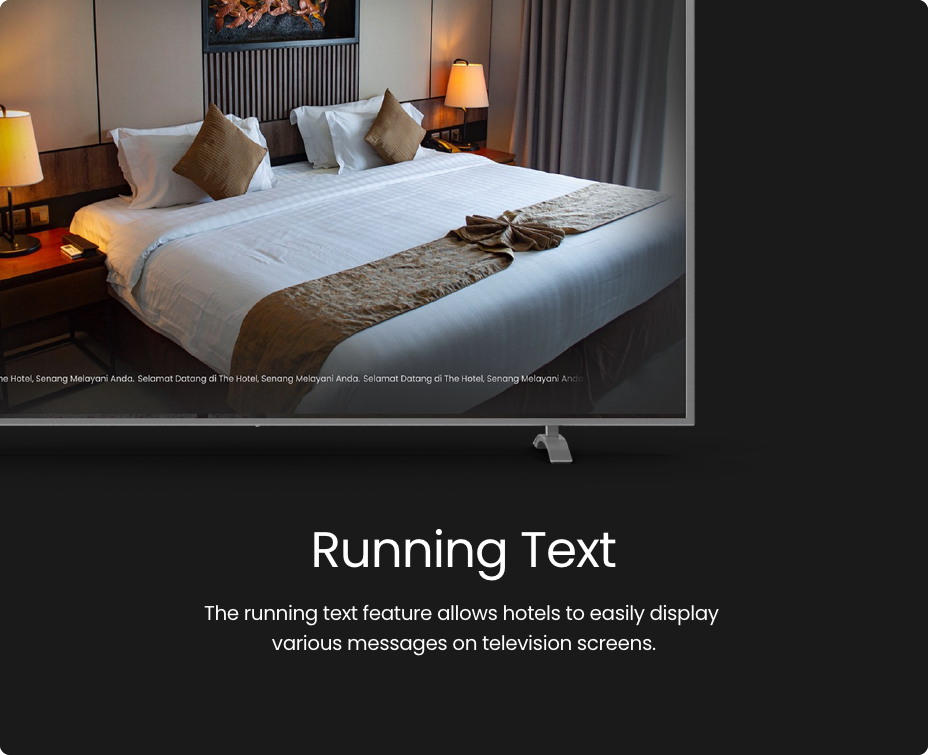 he Hotel, Senang Melayani Anda. Selamat Datang di The Hotel, Senang Melayani Anda. Selamat Datang di The Hotel, Senang Melayani Anda
Running Text
The running text feature allows hotels to easily display
various messages on television screens.